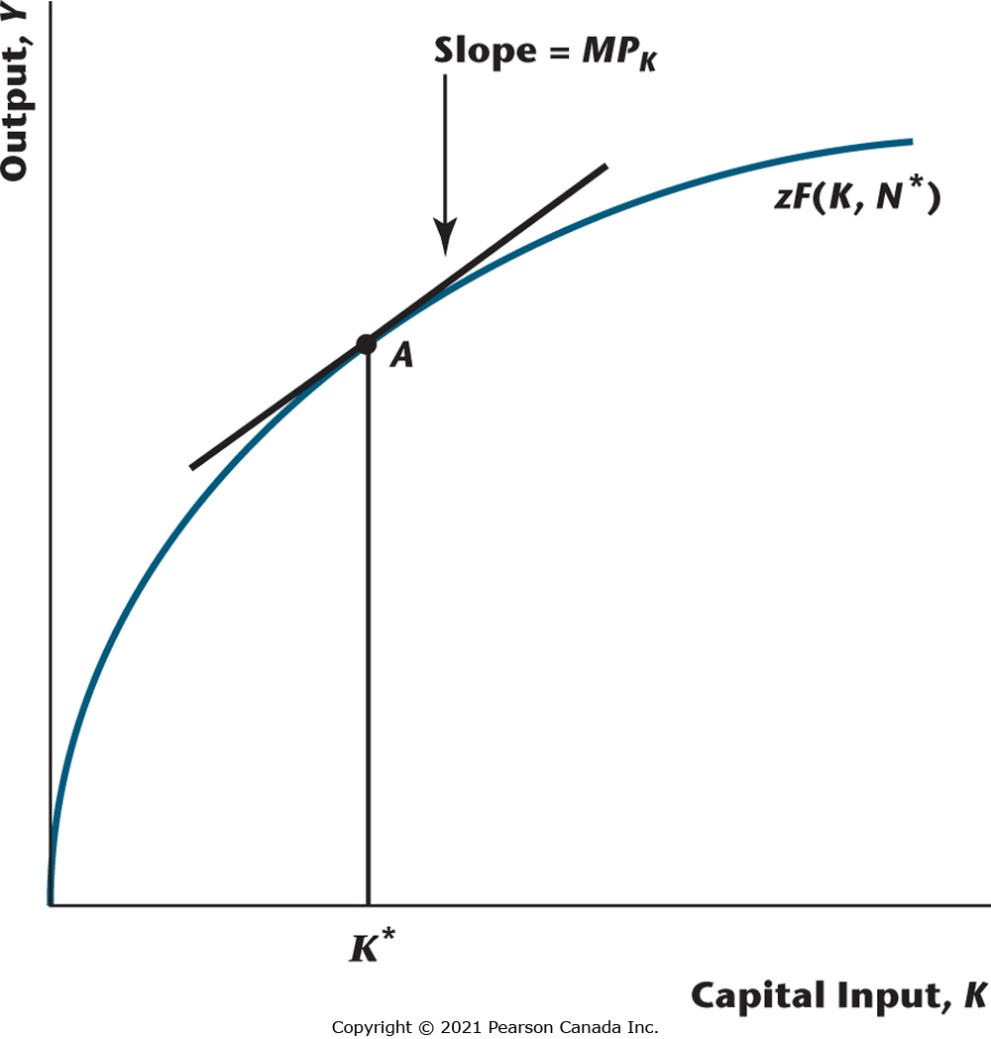 Output, Y
Slope = MP_K
zF(K, N*)
A
K*
Capital Input, K
Copyright © 2021 Pearson Canada Inc.